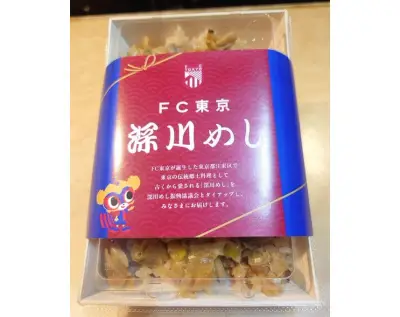 TOKYO
FC東京
深川めし
FC東京が誕生した東京都江東区で
東京の伝統郷土料理として
古くから愛される「深川めし」を
深川めし振興協議会とタイアップし、
みなさまにお届けします。